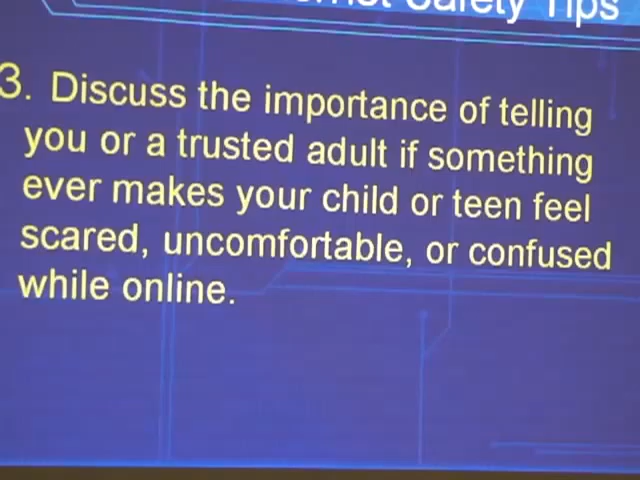 Safety Tips
3. Discuss the importance of telling
you or a trusted adult if something
ever makes your child or teen feel
scared, uncomfortable, or confused
while online.